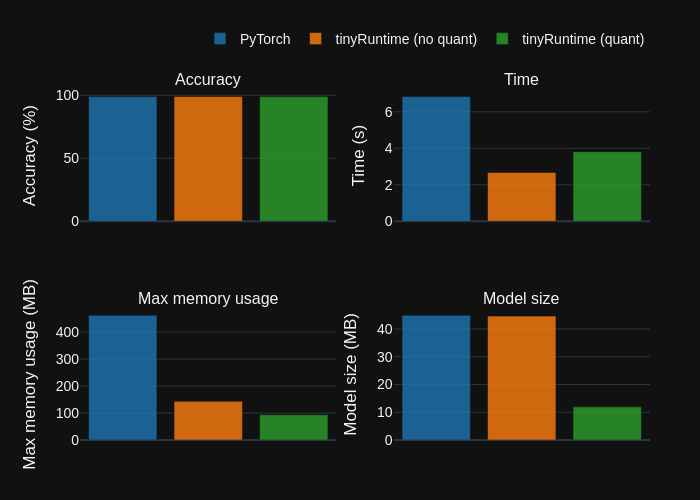 PyTorch tinyRuntime (no quant) tinyRuntime (quant)
Accuracy
Accuracy (%)
100
50
0
Time
Time (s)
6
4
2
0
Max memory usage
Max memory usage (MB)
400
300
200
100
0
Model size
Model size (MB)
40
30
20
10
0